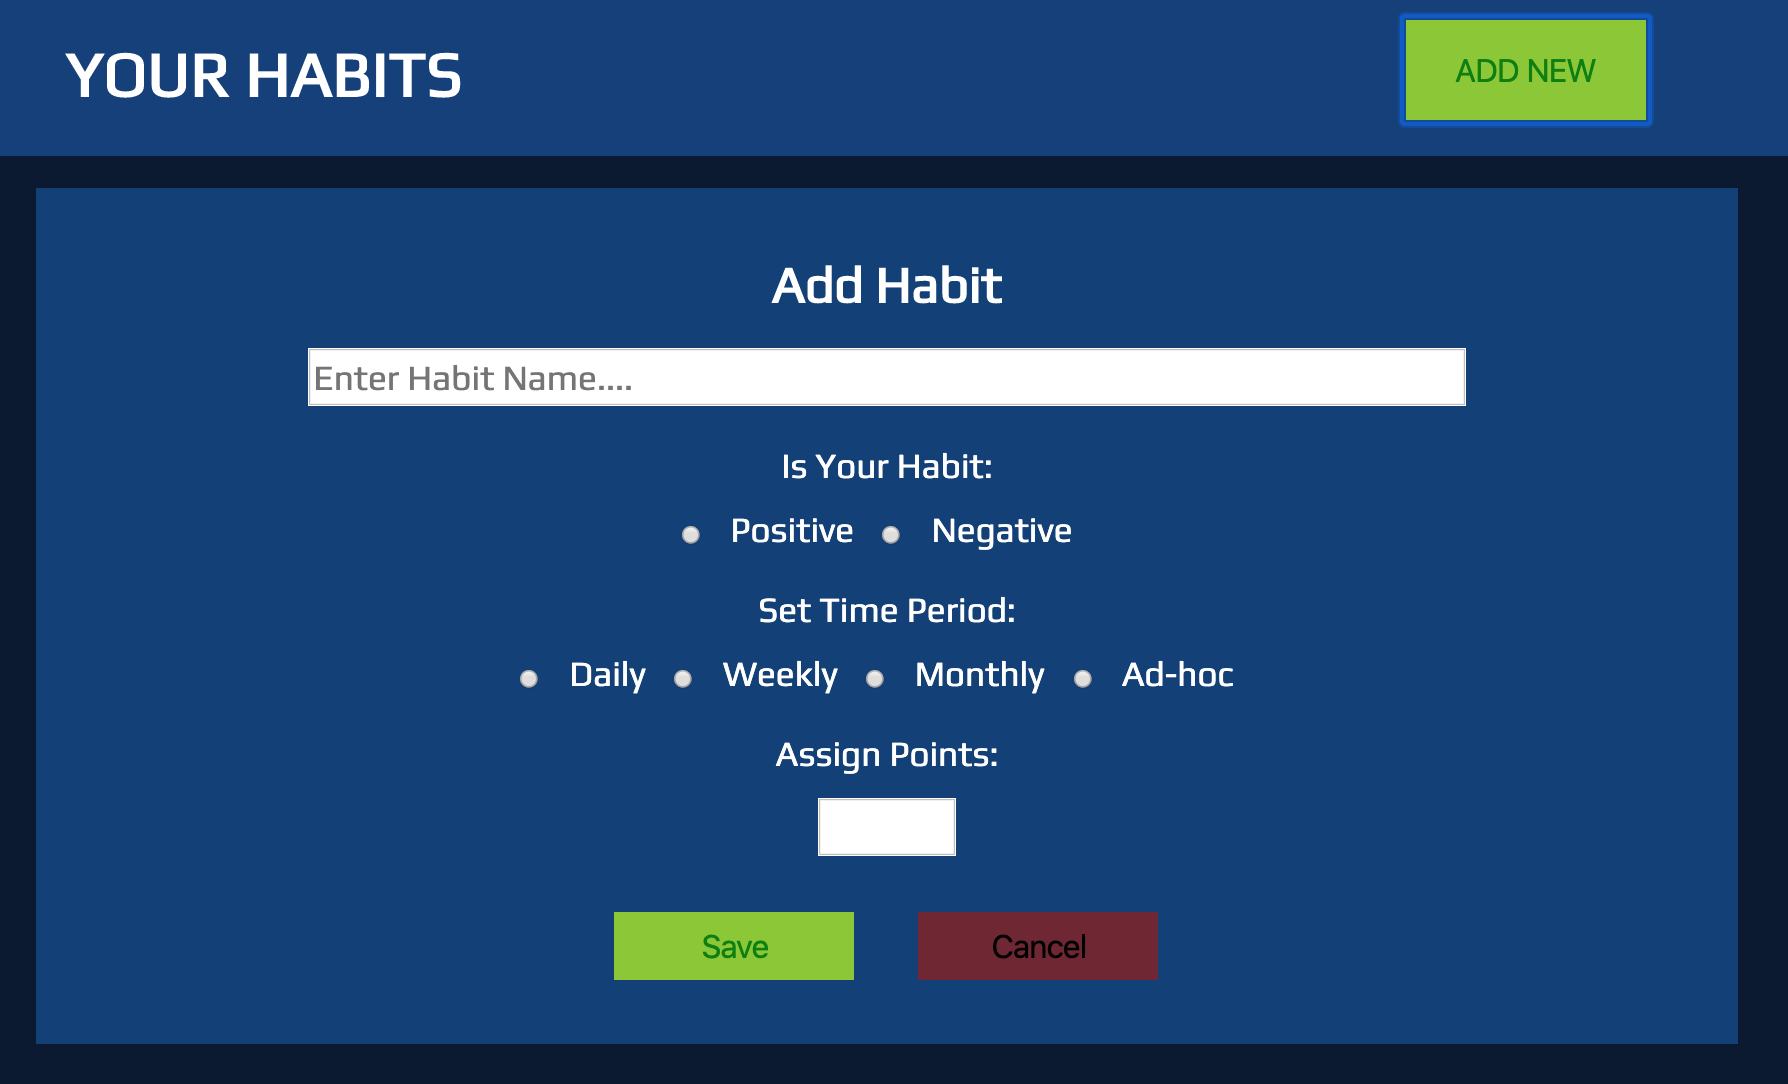 YOUR HABITS
ADD NEW
Add Habit
Enter Habit Name....
Is Your Habit:
Positive Negative
Set Time Period:
Daily Weekly Monthly Ad-hoc
Assign Points:
Save Cancel